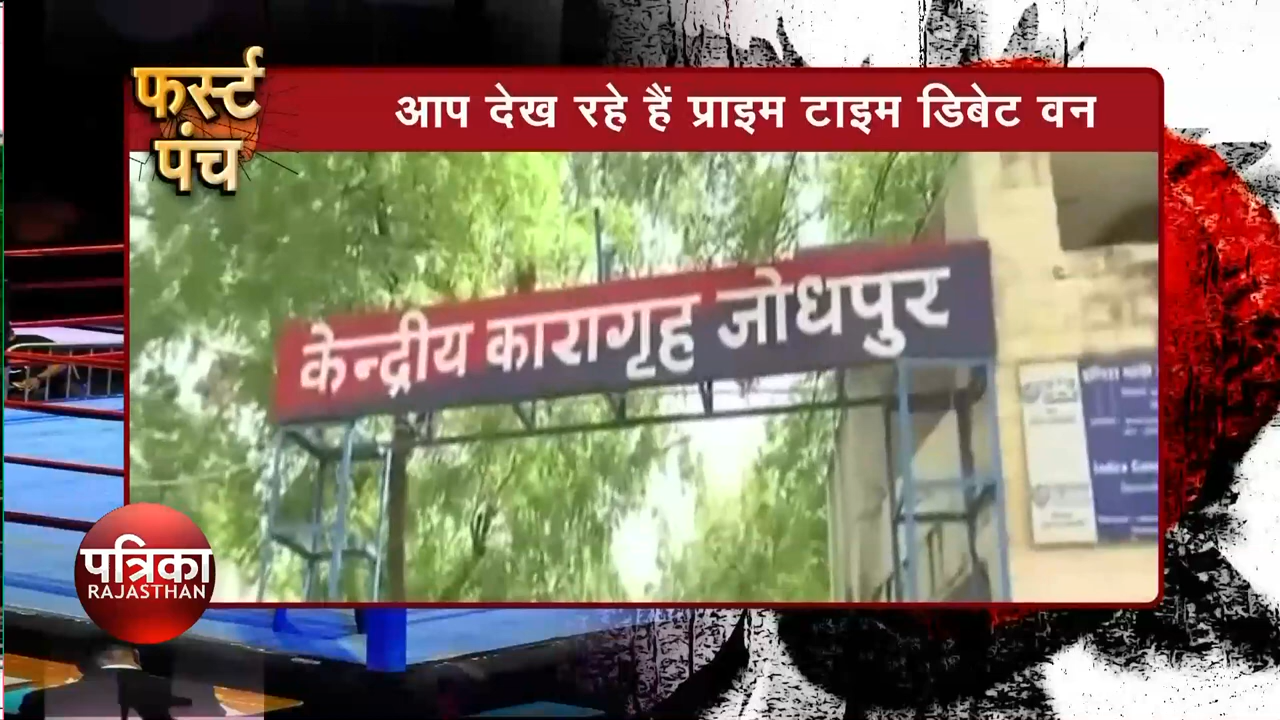 फर्स्ट
पंच
आप देख रहे हैं प्राइम टाइम डिबेट वन
केन्द्रीय कारागृह जोधपुर
पत्रिका
RAJASTHAN